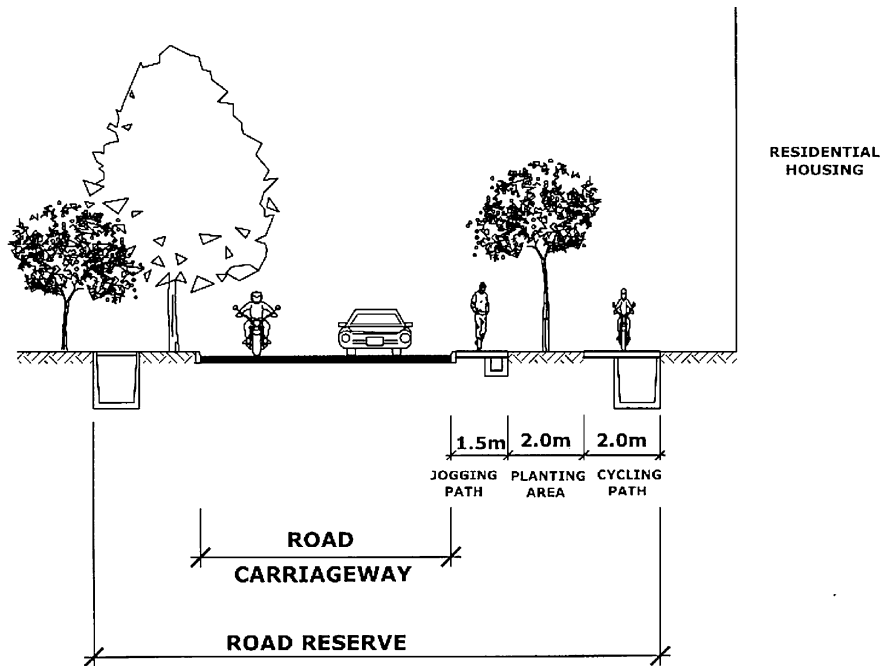 RESIDENTIAL
HOUSING
1.5m
2.0m
2.0m
JOGGING
PATH
PLANTING
AREA
CYCLING
PATH
ROAD
CARRIAGEWAY
ROAD RESERVE